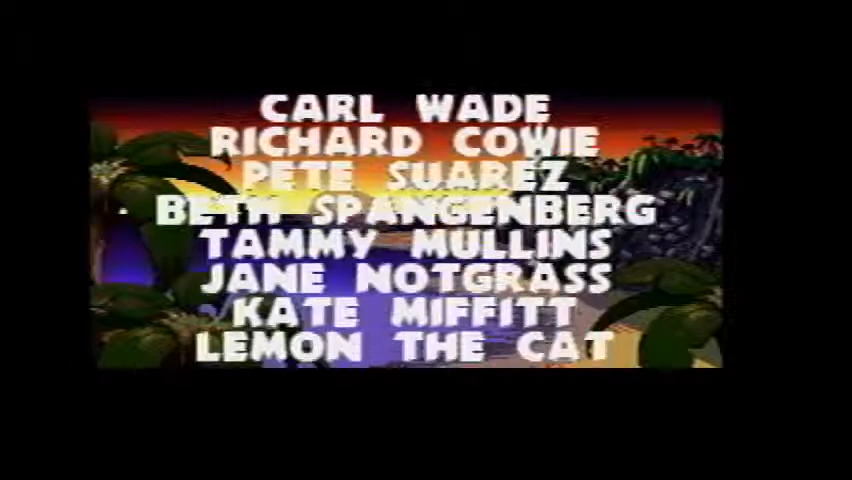 CARL WADE
RICHARD COWIE
PETE SUAREZ
BETH SPANGENBERG
TAMMY MULLINS
JANE NOTGRASS
KATE MIFFITT
LEMON THE CAT